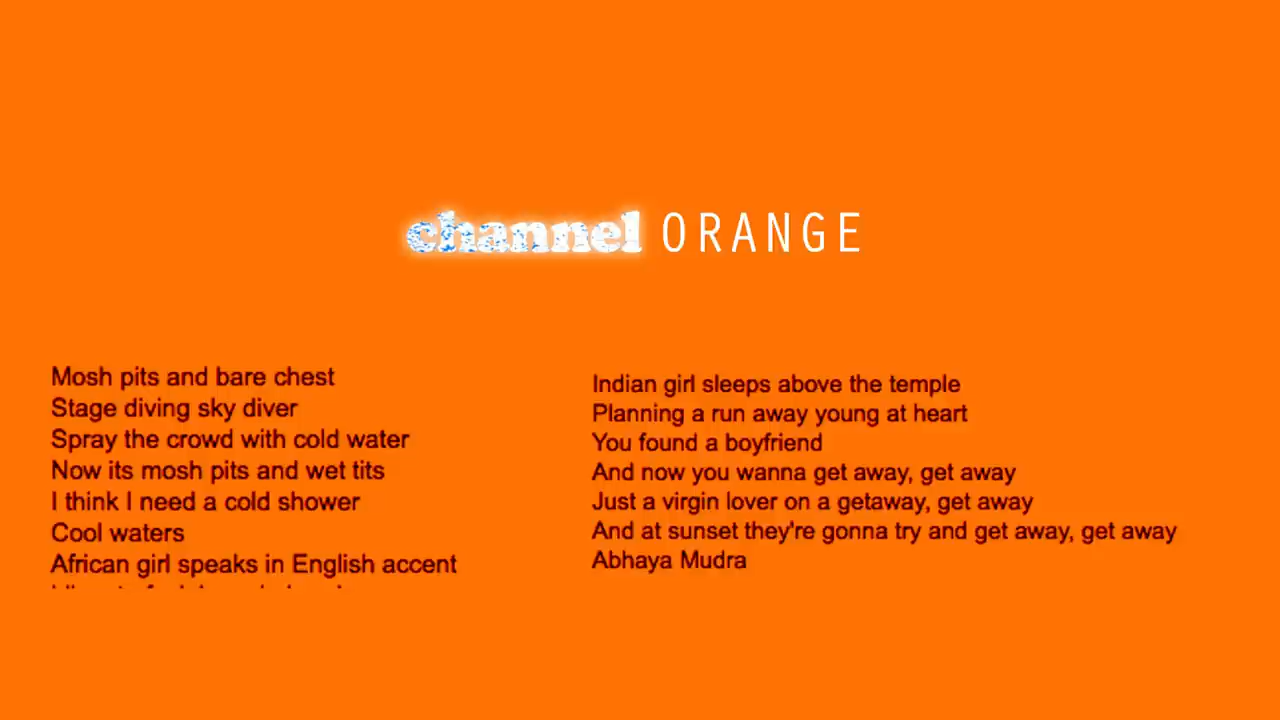 channel ORANGE
Mosh pits and bare chest
Stage diving sky diver
Spray the crowd with cold water
Now its mosh pits and wet tits
I think I need a cold shower
Cool waters
African girl speaks in English accent
Indian girl sleeps above the temple
Planning a run away young at heart
You found a boyfriend
And now you wanna get away, get away
Just a virgin lover on a getaway, get away
And at sunset they're gonna try and get away, get away
Abhaya Mudra